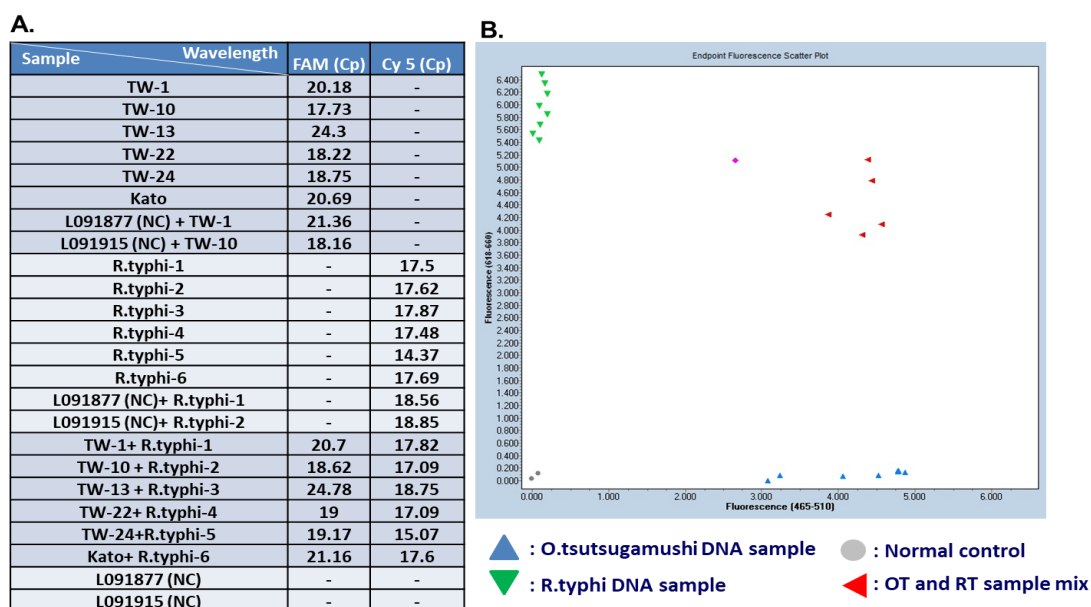 A.
Sample Wavelength FAM (Cp) Cy 5 (Cp)
TW-1 20.18 -
TW-10 17.73 -
TW-13 24.3 -
TW-22 18.22 -
TW-24 18.75 -
Kato 20.69 -
L091877 (NC) + TW-1 21.36 -
L091915 (NC) + TW-10 18.16 -
R.typhi-1 - 17.5
R.typhi-2 - 17.62
R.typhi-3 - 17.87
R.typhi-4 - 17.48
R.typhi-5 - 14.37
R.typhi-6 - 17.69
L091877 (NC)+ R.typhi-1 - 18.56
L091915 (NC)+ R.typhi-2 - 18.85
TW-1+ R.typhi-1 20.7 17.82
TW-10 + R.typhi-2 18.62 17.09
TW-13 + R.typhi-3 24.78 18.75
TW-22+ R.typhi-4 19 17.09
TW-24+R.typhi-5 19.17 15.07
Kato+ R.typhi-6 21.16 17.6
L091877 (NC) - -
L091915 (NC) - -
B.
Endpoint Fluorescence Scatter Plot
Fluorescence (618-660)
6.400
6.200
6.000
5.800
5.600
5.400
5.200
5.000
4.800
4.600
4.400
4.200
4.000
3.800
3.600
3.400
3.200
3.000
2.800
2.600
2.400
2.200
2.000
1.800
1.600
1.400
1.200
1.000
0.800
0.600
0.400
0.200
0.000
0.000 1.000 2.000 3.000 4.000 5.000 6.000
Fluorescence (465-510)
: O.tsutsugamushi DNA sample
: Normal control
: R.typhi DNA sample
: OT and RT sample mix